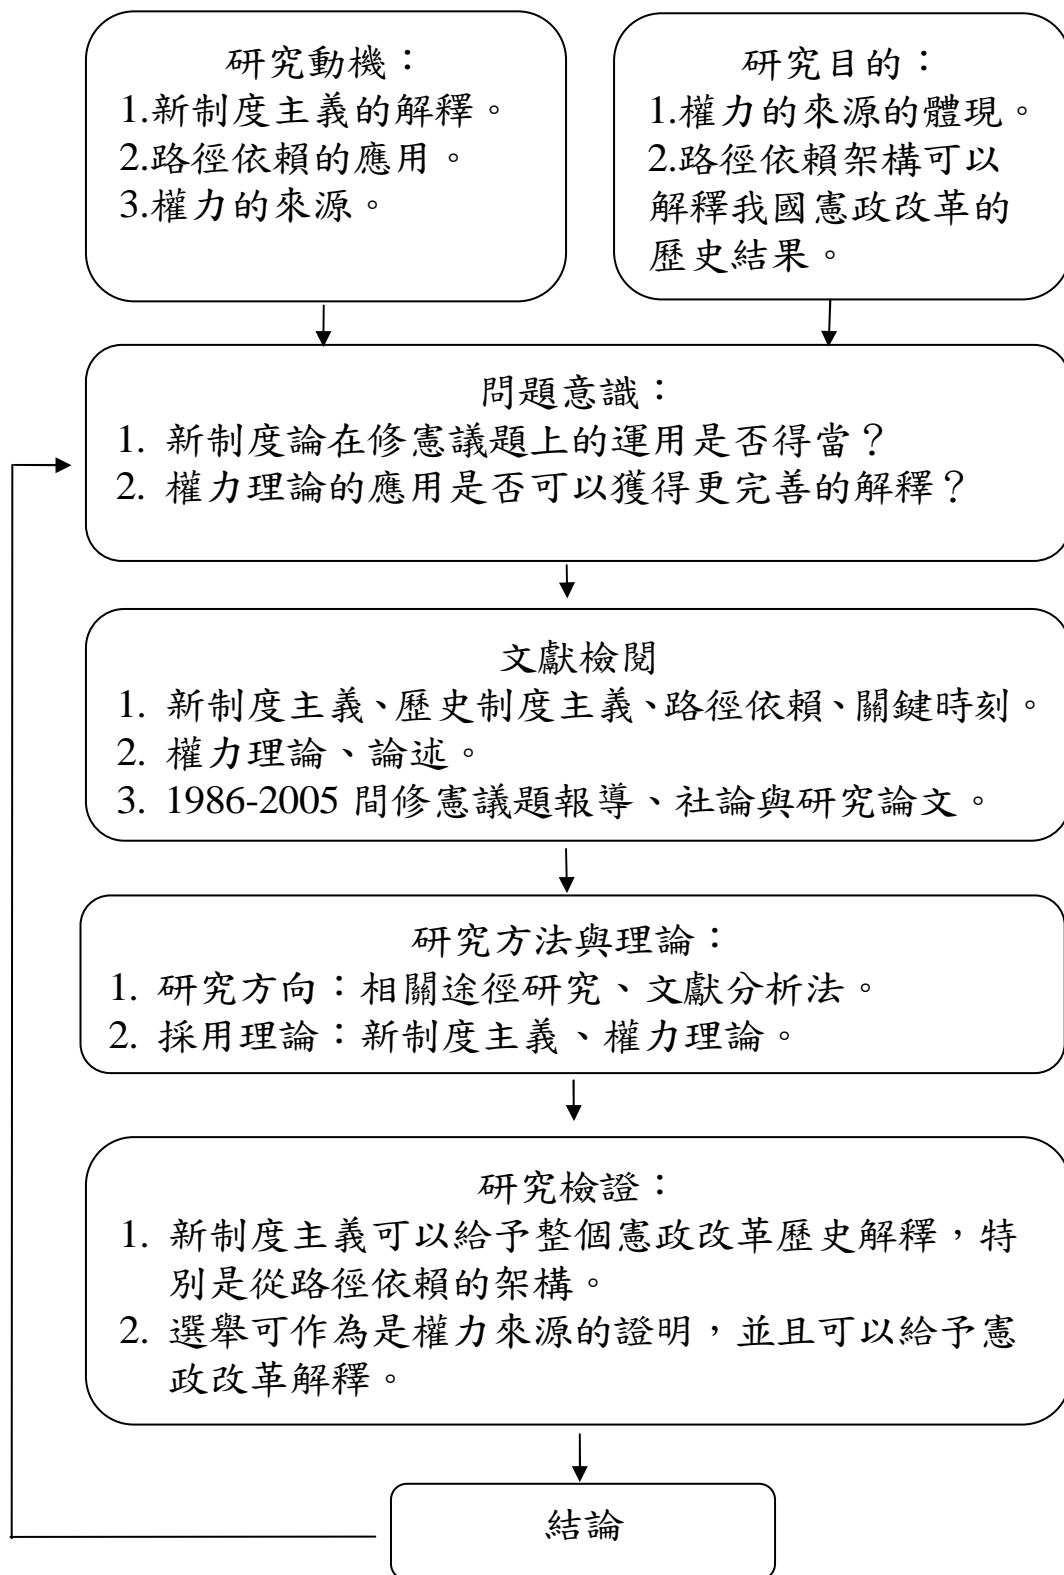 研究動機：
1.新制度主義的解釋。
2.路徑依賴的應用。
3.權力的來源。
研究目的：
1.權力的來源的體現。
2.路徑依賴架構可以
解釋我國憲政改革的
歷史結果。
問題意識：
1. 新制度論在修憲議題上的運用是否得當？
2. 權力理論的應用是否可以獲得更完善的解釋？
文獻檢閱
1. 新制度主義、歷史制度主義、路徑依賴、關鍵時刻。
2. 權力理論、論述。
3. 1986-2005 間修憲議題報導、社論與研究論文。
研究方法與理論：
1. 研究方向：相關途徑研究、文獻分析法。
2. 採用理論：新制度主義、權力理論。
研究檢證：
1. 新制度主義可以給予整個憲政改革歷史解釋，特
別是從路徑依賴的架構。
2. 選舉可作為是權力來源的證明，並且可以給予憲
政改革解釋。
結論